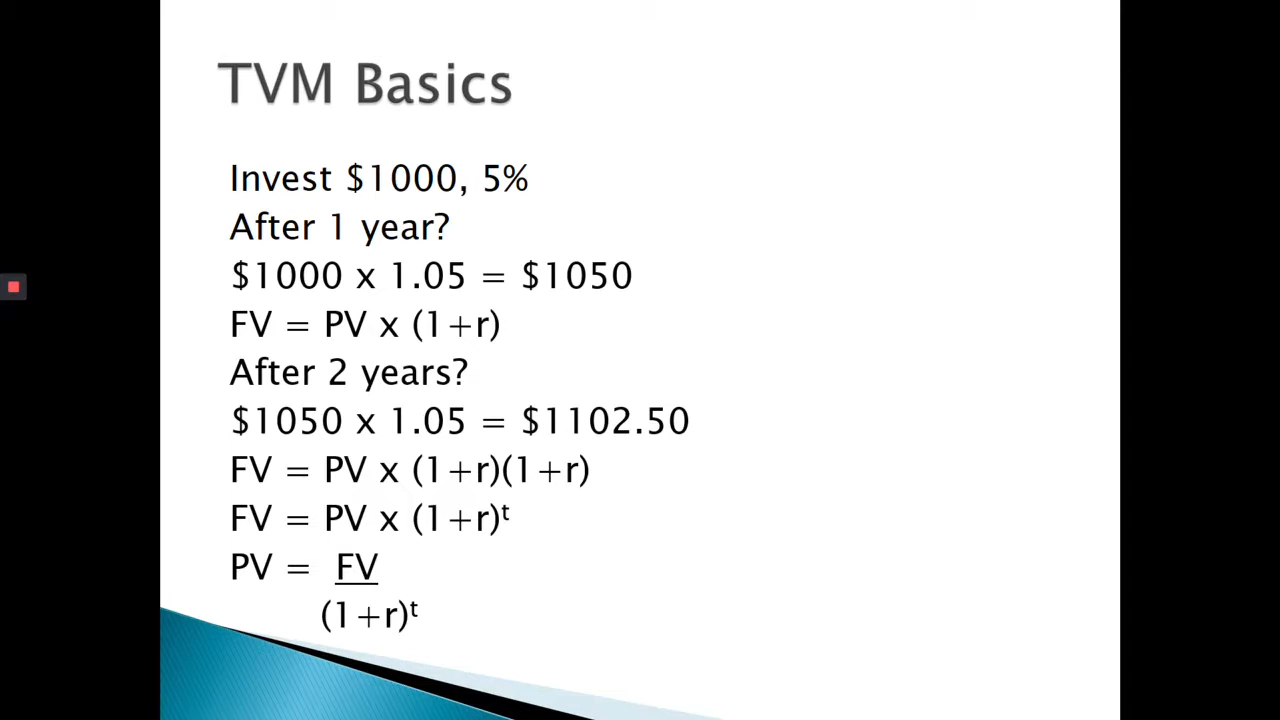 TVM Basics
Invest $1000, 5%
After 1 year?
$1000 x 1.05 = $1050
FV = PV x (1+r)
After 2 years?
$1050 x 1.05 = $1102.50
FV = PV x (1+r)(1+r)
FV = PV x (1+r)ᵗ
PV = FV
(1+r)ᵗ